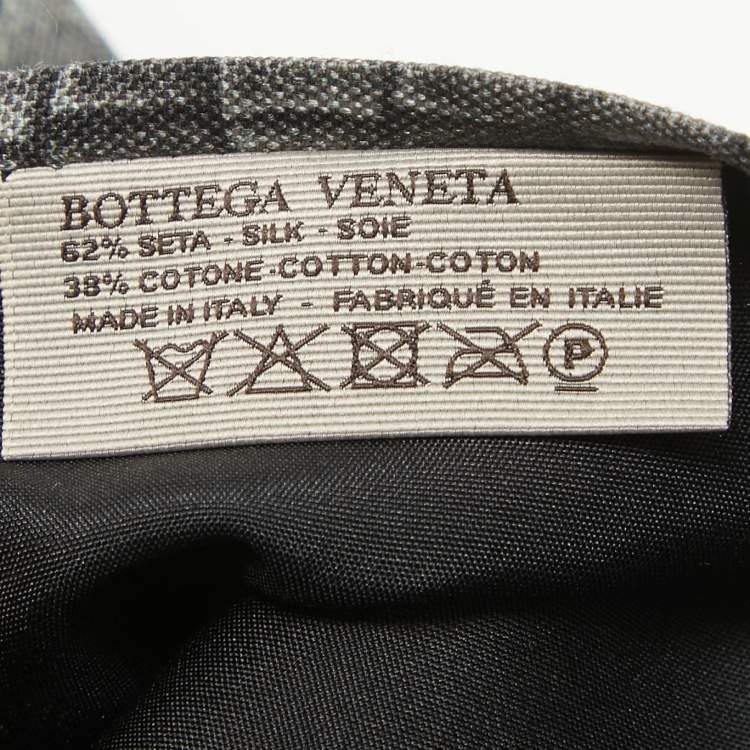 BOTTEGA VENETA
62% SETA - SILK - SOIE
38% COTONE-COTTON-COTON
MADE IN ITALY - FABRIQUÉ EN ITALIE
P